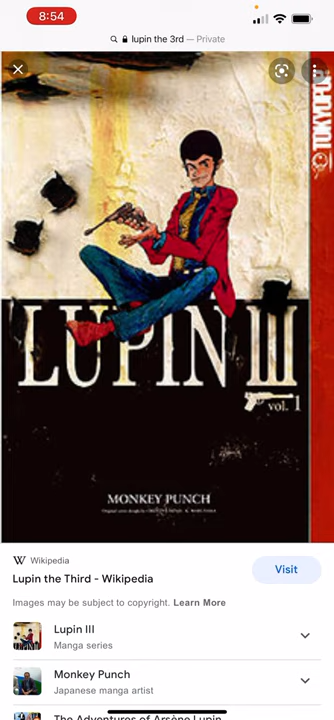 8:54
lupin the 3rd — Private
TOKYOPOP
LUPIN III
vol. 1
MONKEY PUNCH
Wikipedia
Lupin the Third - Wikipedia
Visit
Images may be subject to copyright. Learn More
Lupin III
Manga series
Monkey Punch
Japanese manga artist
The Adventures of Arsène Lupin